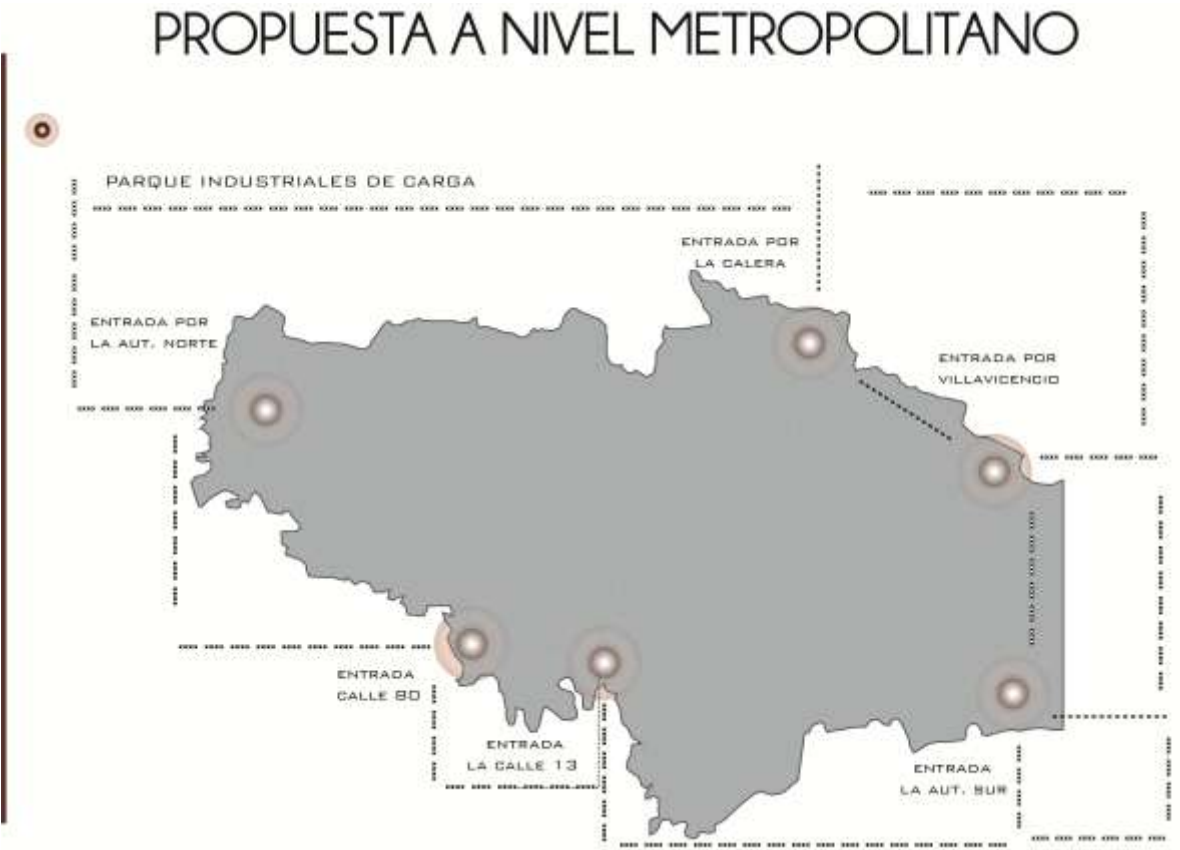 PROPUESTA A NIVEL METROPOLITANO
PARQUE INDUSTRIALES DE CARGA
ENTRADA POR
LA CALERA
ENTRADA POR
LA AUT. NORTE
ENTRADA POR
VILLAVICENCIO
ENTRADA
CALLE 80
ENTRADA
LA CALLE 13
ENTRADA
LA AUT. SUR